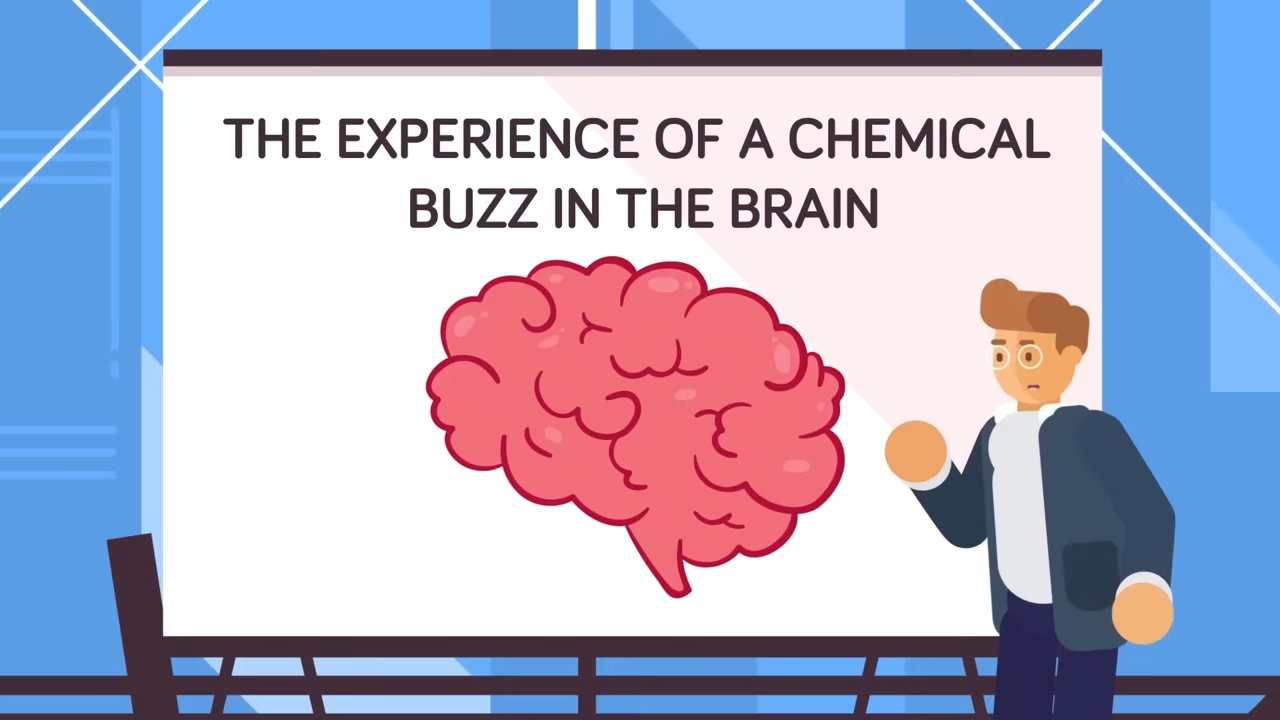 THE EXPERIENCE OF A CHEMICAL
BUZZ IN THE BRAIN